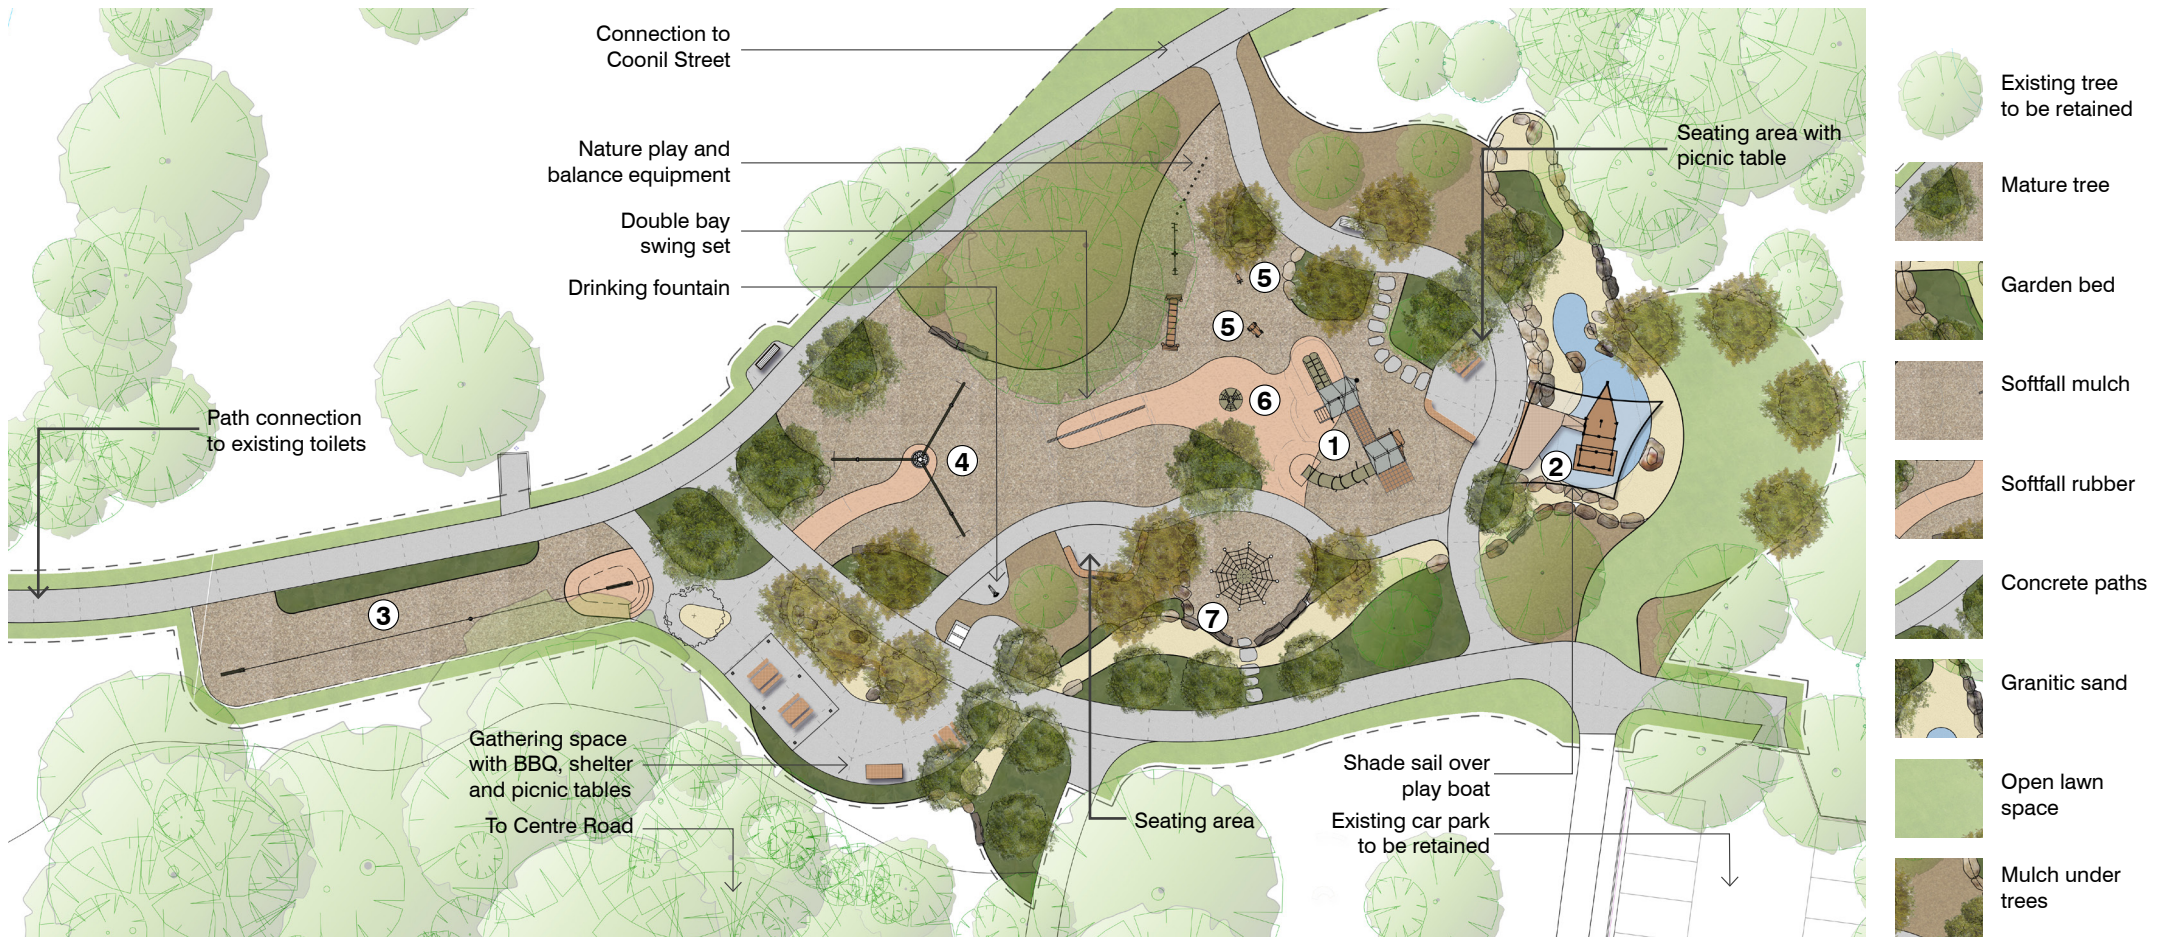 Connection to
Coonil Street
Nature play and
balance equipment
Double bay
swing set
Drinking fountain
Path connection
to existing toilets
Seating area with
picnic table
5
5
6
1
4
2
3
7
Gathering space
with BBQ, shelter
and picnic tables
To Centre Road
Seating area
Shade sail over
play boat
Existing car park
to be retained
Existing tree
to be retained
Mature tree
Garden bed
Softfall mulch
Softfall rubber
Concrete paths
Granitic sand
Open lawn
space
Mulch under
trees